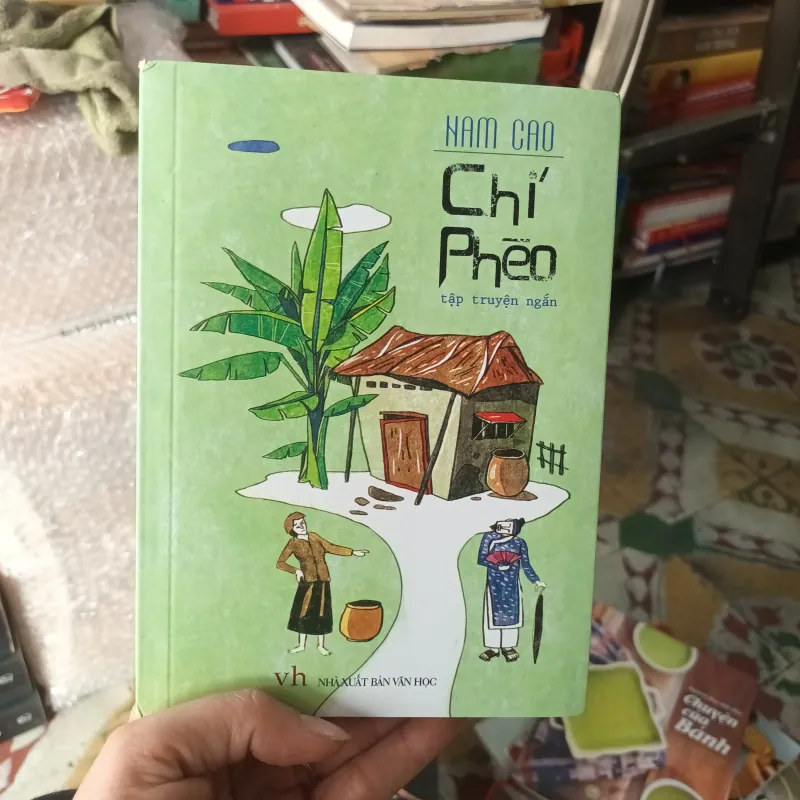 NAM CAO
Chí
Phèo
tập truyện ngắn
vh NHÀ XUẤT BẢN VĂN HỌC
Chuyện
của
Bánh